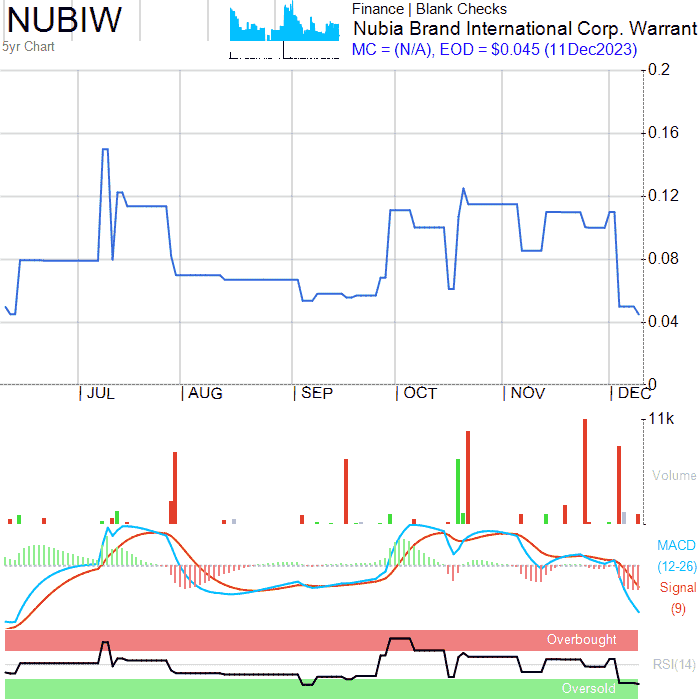 NUBIW
5yr Chart
Finance | Blank Checks
Nubia Brand International Corp. Warrant
MC = (N/A), EOD = $0.045 (11Dec2023)
0.2
0.16
0.12
0.08
0.04
0
| JUL | AUG | SEP | OCT | NOV | DEC
11k
Volume
MACD
(12-26)
Signal
(9)
Overbought
RSI(14)
Oversold